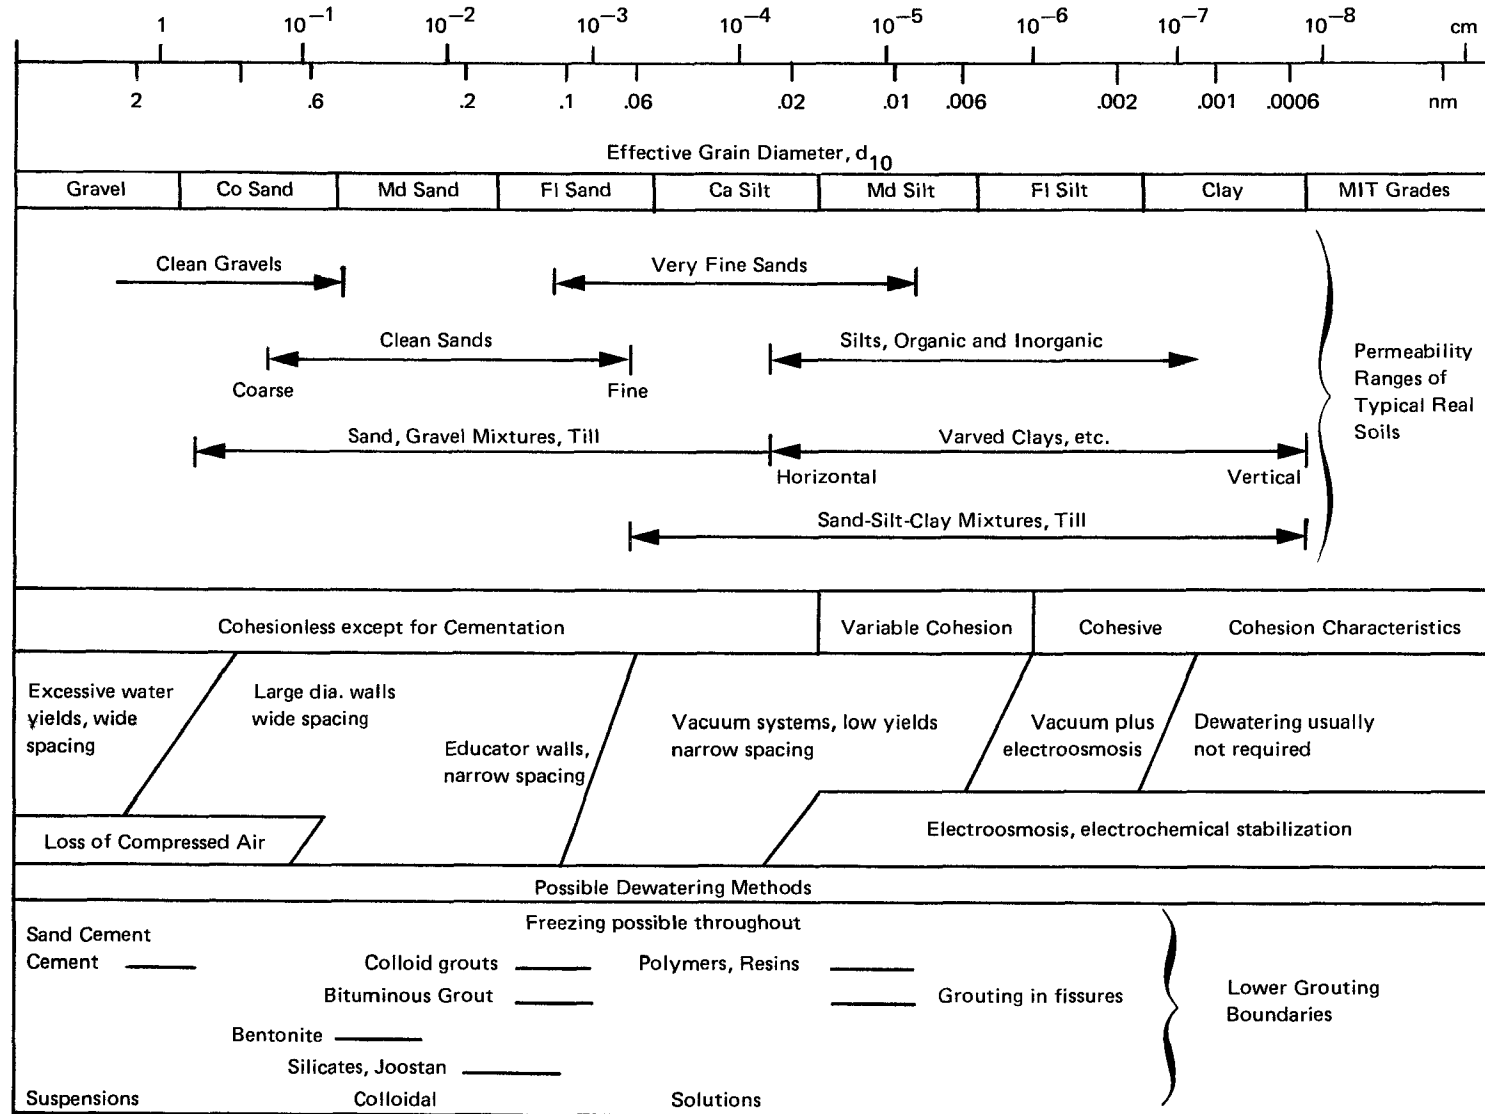 1 10⁻¹ 10⁻² 10⁻³ 10⁻⁴ 10⁻⁵ 10⁻⁶ 10⁻⁷ 10⁻⁸ cm
2 .6 .2 .1 .06 .02 .01 .006 .002 .001 .0006 nm
Effective Grain Diameter, d₁₀
Gravel Co Sand Md Sand FI Sand Ca Silt Md Silt FI Silt Clay MIT Grades
Clean Gravels Very Fine Sands
Clean Sands Silts, Organic and Inorganic
Coarse Fine
Sand, Gravel Mixtures, Till Varved Clays, etc.
Horizontal Vertical
Sand-Silt-Clay Mixtures, Till
Permeability
Ranges of
Typical Real
Soils
Cohesionless except for Cementation Variable Cohesion Cohesive Cohesion Characteristics
Excessive water
yields, wide
spacing
Large dia. walls
wide spacing
Educator walls,
narrow spacing
Vacuum systems, low yields
narrow spacing
Vacuum plus
electroosmosis
Dewatering usually
not required
Loss of Compressed Air
Electroosmosis, electrochemical stabilization
Possible Dewatering Methods
Freezing possible throughout
Sand Cement
Cement Colloid grouts Polymers, Resins
Bituminous Grout Grouting in fissures
Bentonite
Silicates, Joostan
Suspensions Colloidal Solutions
Lower Grouting
Boundaries